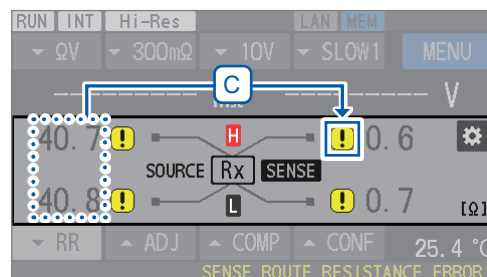 RUN INT Hi-Res LAN MEM
ΩV 300mΩ 10V SLOW1 MENU
C
---- ---- V
40.7 ! H ! 0.6
SOURCE Rx SENSE
40.8 ! L ! 0.7 [Ω]
RR ADJ COMP CONF 25.4 °C
SENSE ROUTE RESISTANCE ERROR